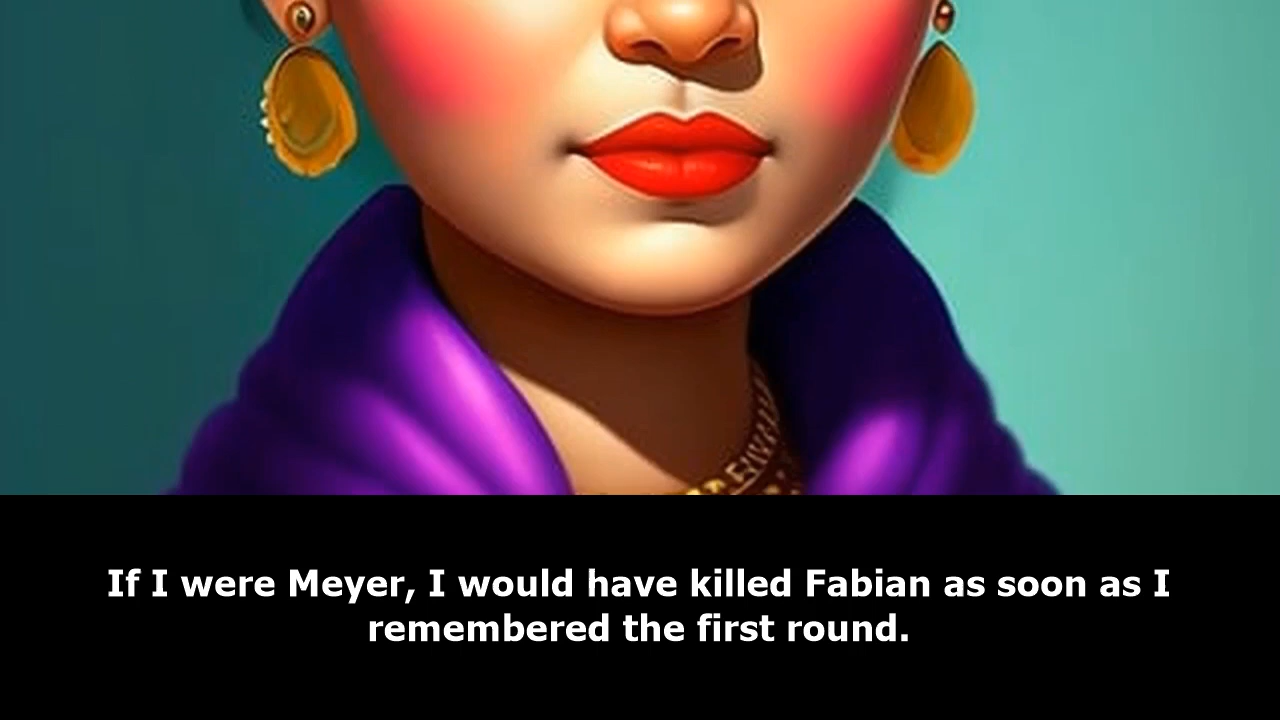 If I were Meyer, I would have killed Fabian as soon as I
remembered the first round.